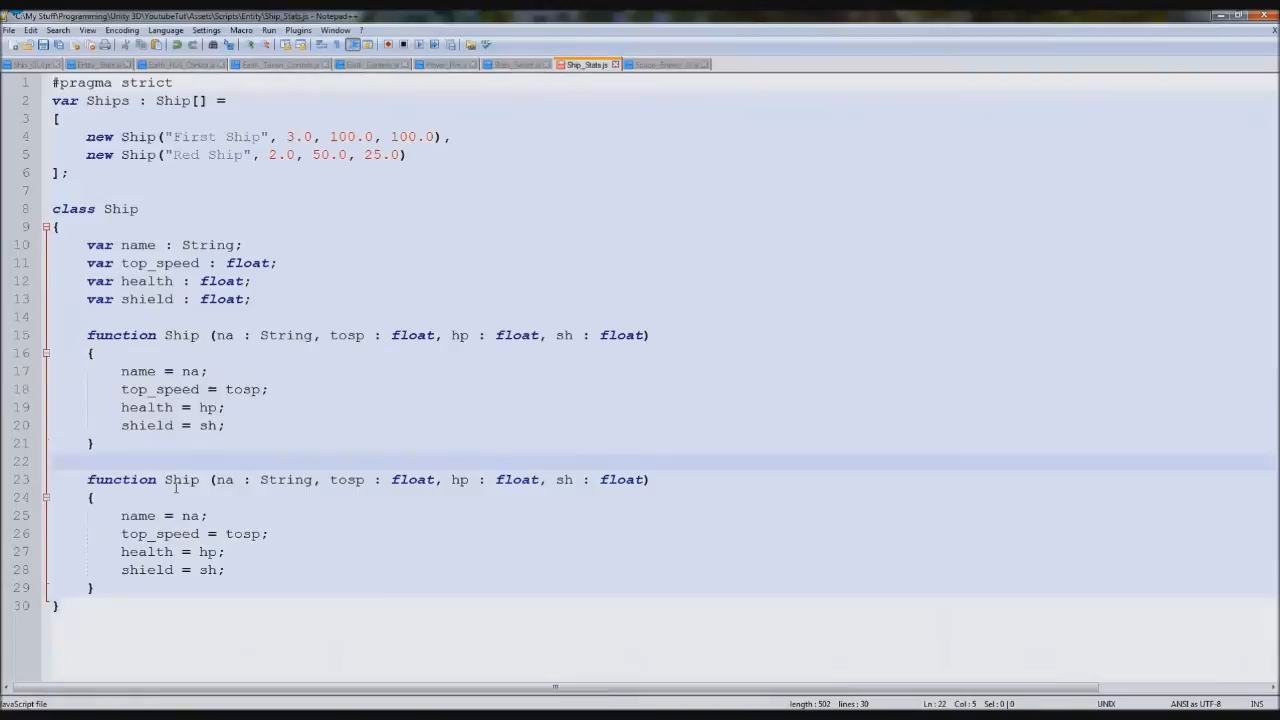 *C:\My Stuff\Programming\Unity 3D\YoutubeTut\Assets\Scripts\Entity\Ship_Stats.js - Notepad++
File Edit Search View Encoding Language Settings Macro Run Plugins Window ? X
Ship_Stats.js
1 #pragma strict
2 var Ships : Ship[] =
3 [
4 new Ship("First Ship", 3.0, 100.0, 100.0),
5 new Ship("Red Ship", 2.0, 50.0, 25.0)
6 ];
7
8 class Ship
9 {
10 var name : String;
11 var top_speed : float;
12 var health : float;
13 var shield : float;
14
15 function Ship (na : String, tosp : float, hp : float, sh : float)
16 {
17 name = na;
18 top_speed = tosp;
19 health = hp;
20 shield = sh;
21 }
22
23 function Ship (na : String, tosp : float, hp : float, sh : float)
24 {
25 name = na;
26 top_speed = tosp;
27 health = hp;
28 shield = sh;
29 }
30 }
JavaScript file length : 502 lines : 30 Ln : 22 Col : 5 Sel : 0 | 0 UNIX ANSI as UTF-8 INS